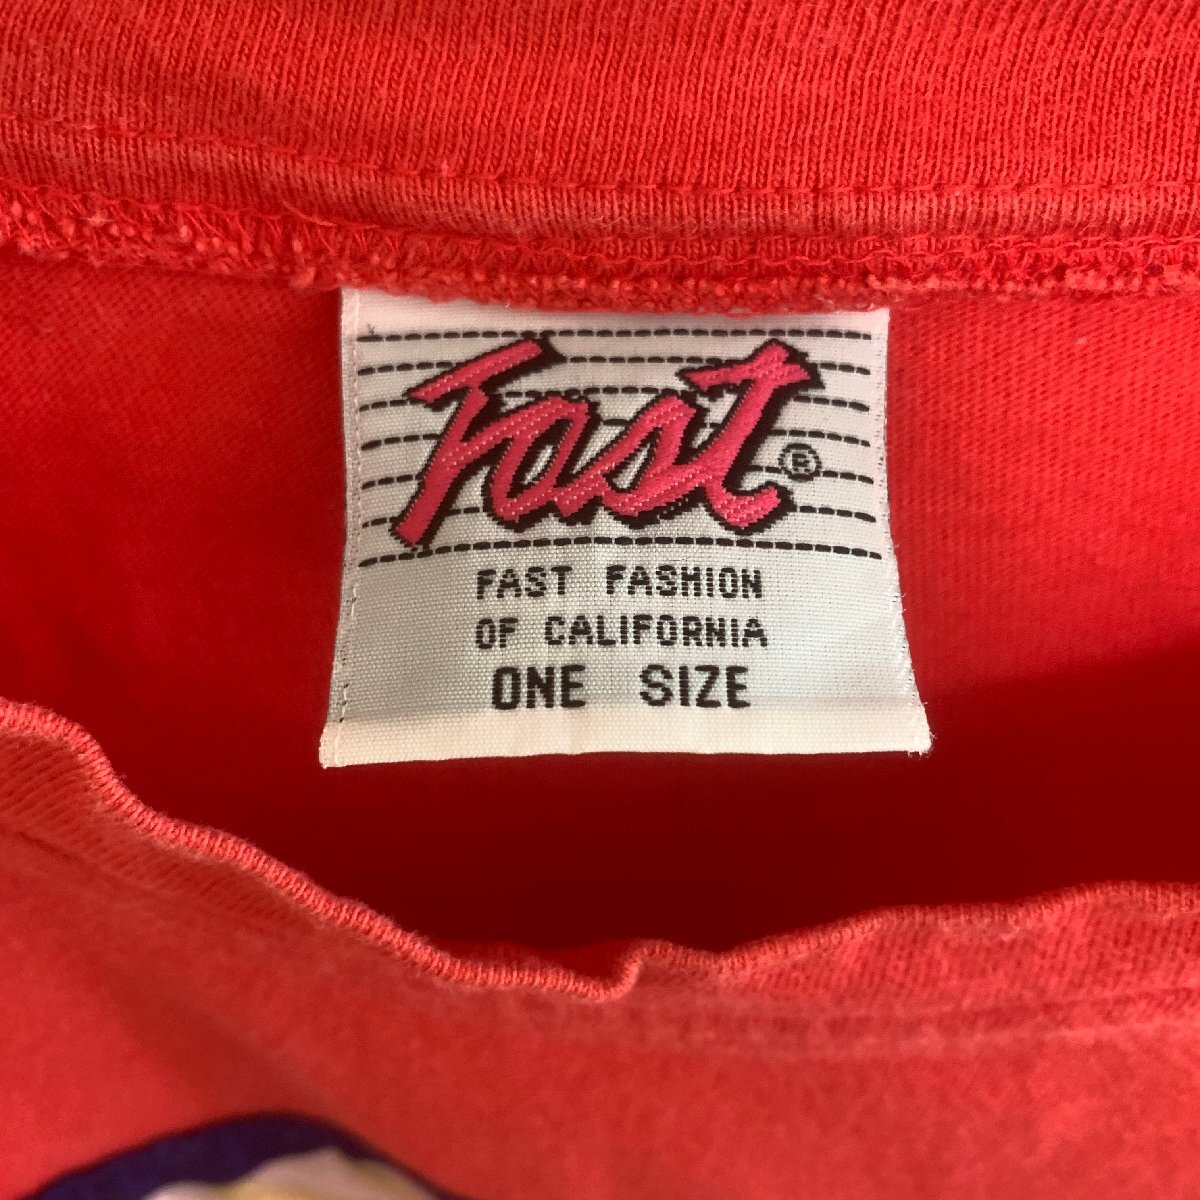 Fast ®
FAST FASHION
OF CALIFORNIA
ONE SIZE